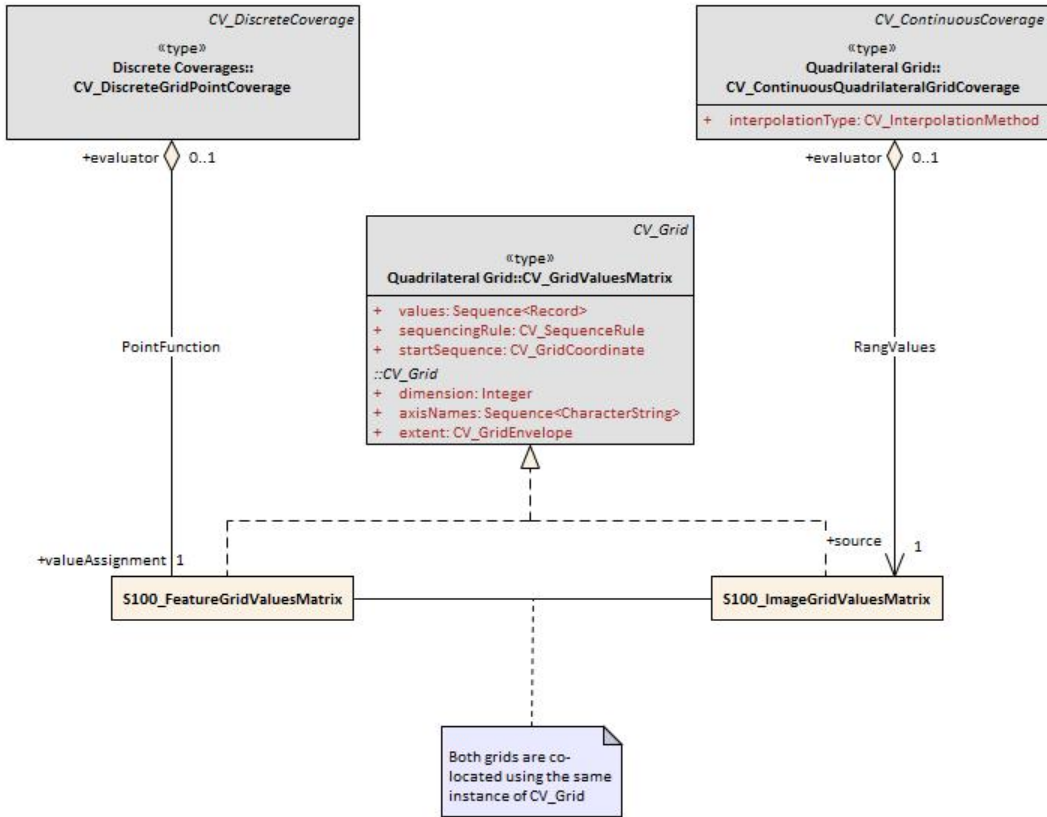 CV_DiscreteCoverage
«type»
Discrete Coverages::
CV_DiscreteGridPointCoverage
CV_ContinuousCoverage
«type»
Quadrilateral Grid::
CV_ContinuousQuadrilateralGridCoverage
+ interpolationType: CV_InterpolationMethod
+evaluator 0..1
+evaluator 0..1
CV_Grid
«type»
Quadrilateral Grid::CV_GridValuesMatrix
+ values: Sequence<Record>
+ sequencingRule: CV_SequenceRule
+ startSequence: CV_GridCoordinate
::CV_Grid
+ dimension: Integer
+ axisNames: Sequence<CharacterString>
+ extent: CV_GridEnvelope
PointFunction
RangValues
+valueAssignment 1
+source 1
S100_FeatureGridValuesMatrix
S100_ImageGridValuesMatrix
Both grids are co-
located using the same
instance of CV_Grid